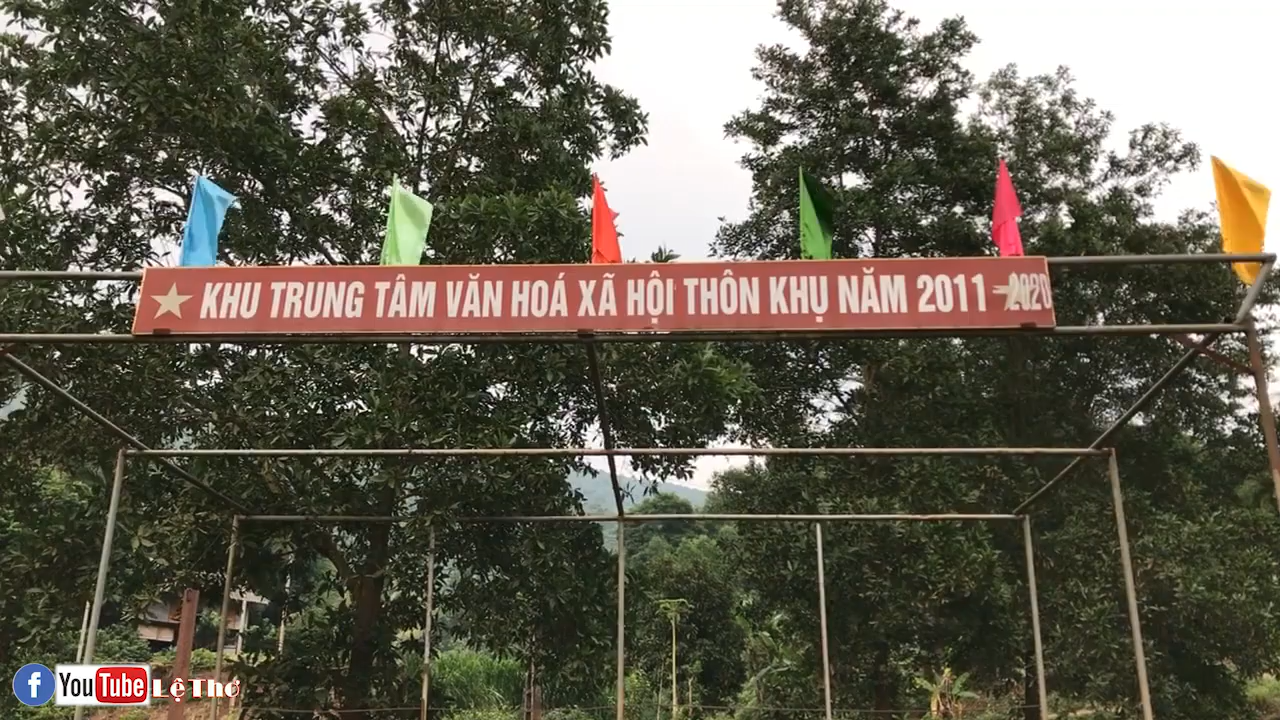 KHU TRUNG TÂM VĂN HOÁ XÃ HỘI THÔN KHỤ NĂM 2011 - 2020
f YouTube Lệ Thơ